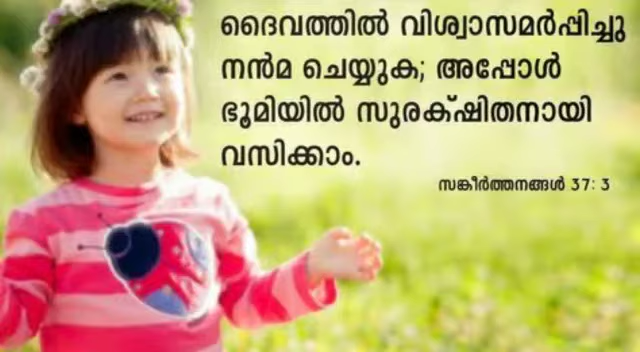 ദൈവത്തിൽ വിശ്വാസമർപ്പിച്ചു
നൻമ ചെയ്യുക; അപ്പോൾ
ഭൂമിയിൽ സുരക്ഷിതനായി
വസിക്കാം.
സങ്കീർത്തനങ്ങൾ 37: 3